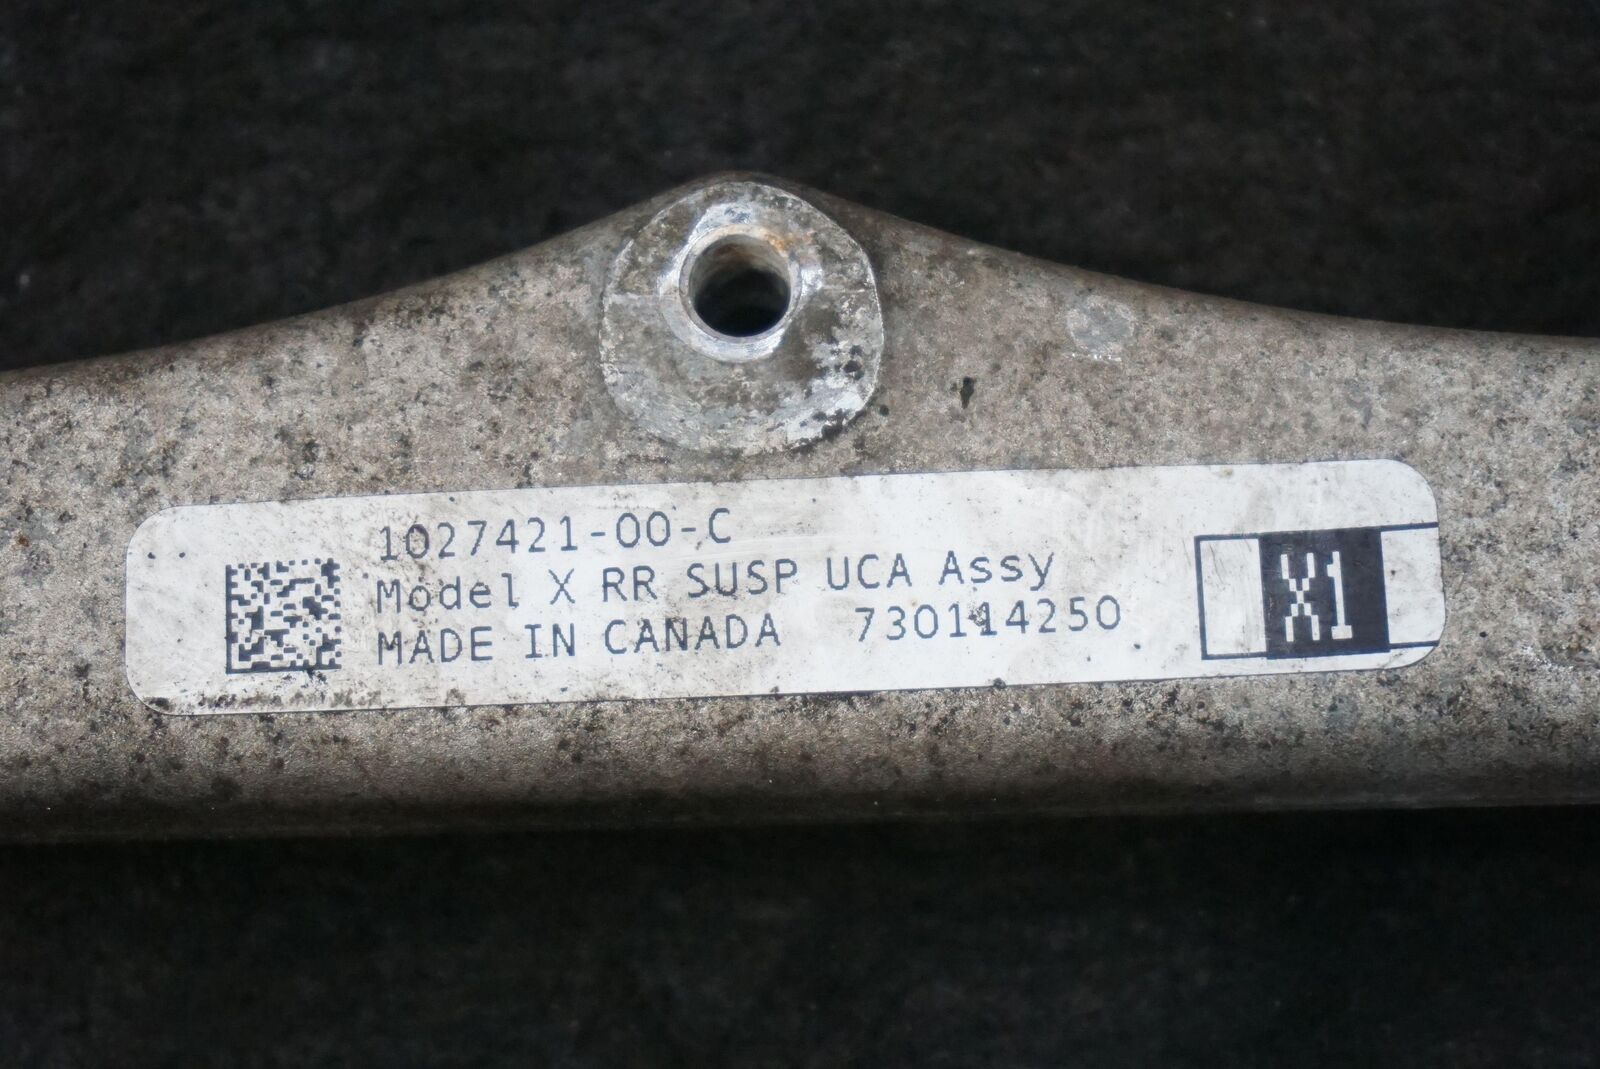 1027421-00-C
Model X RR SUSP UCA Assy
MADE IN CANADA 730114250
X1